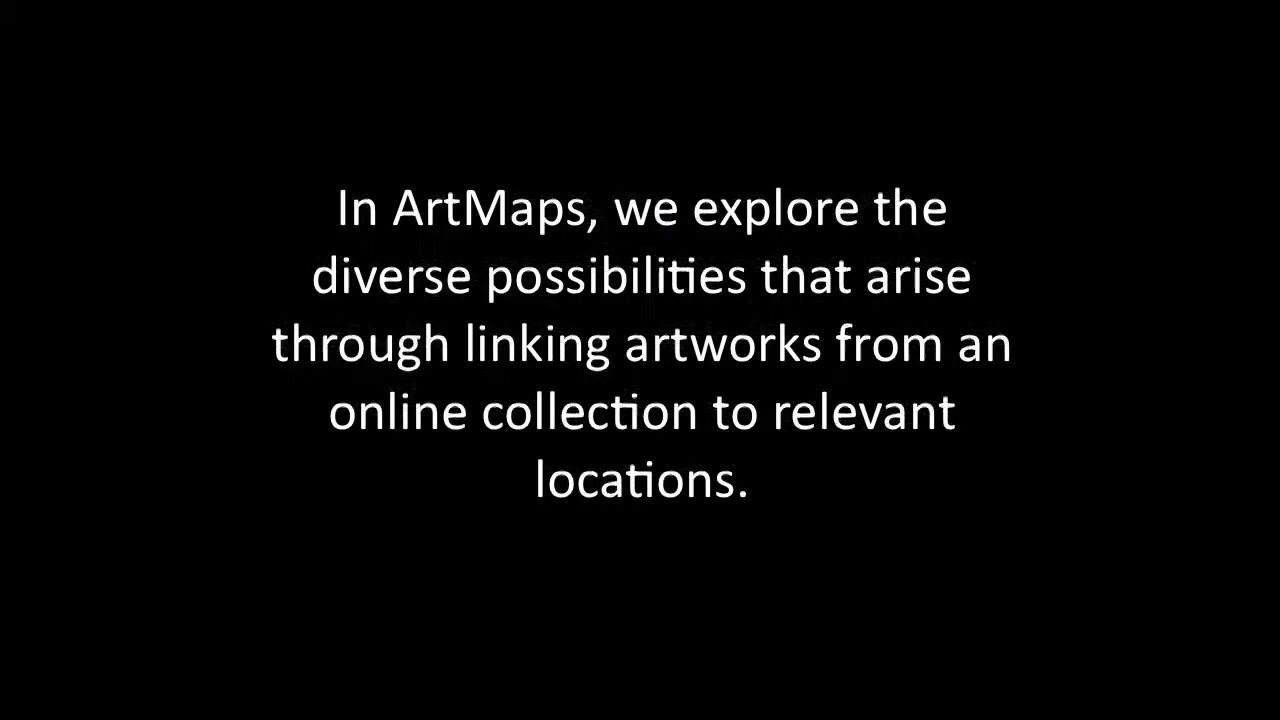 In ArtMaps, we explore the
diverse possibilities that arise
through linking artworks from an
online collection to relevant
locations.